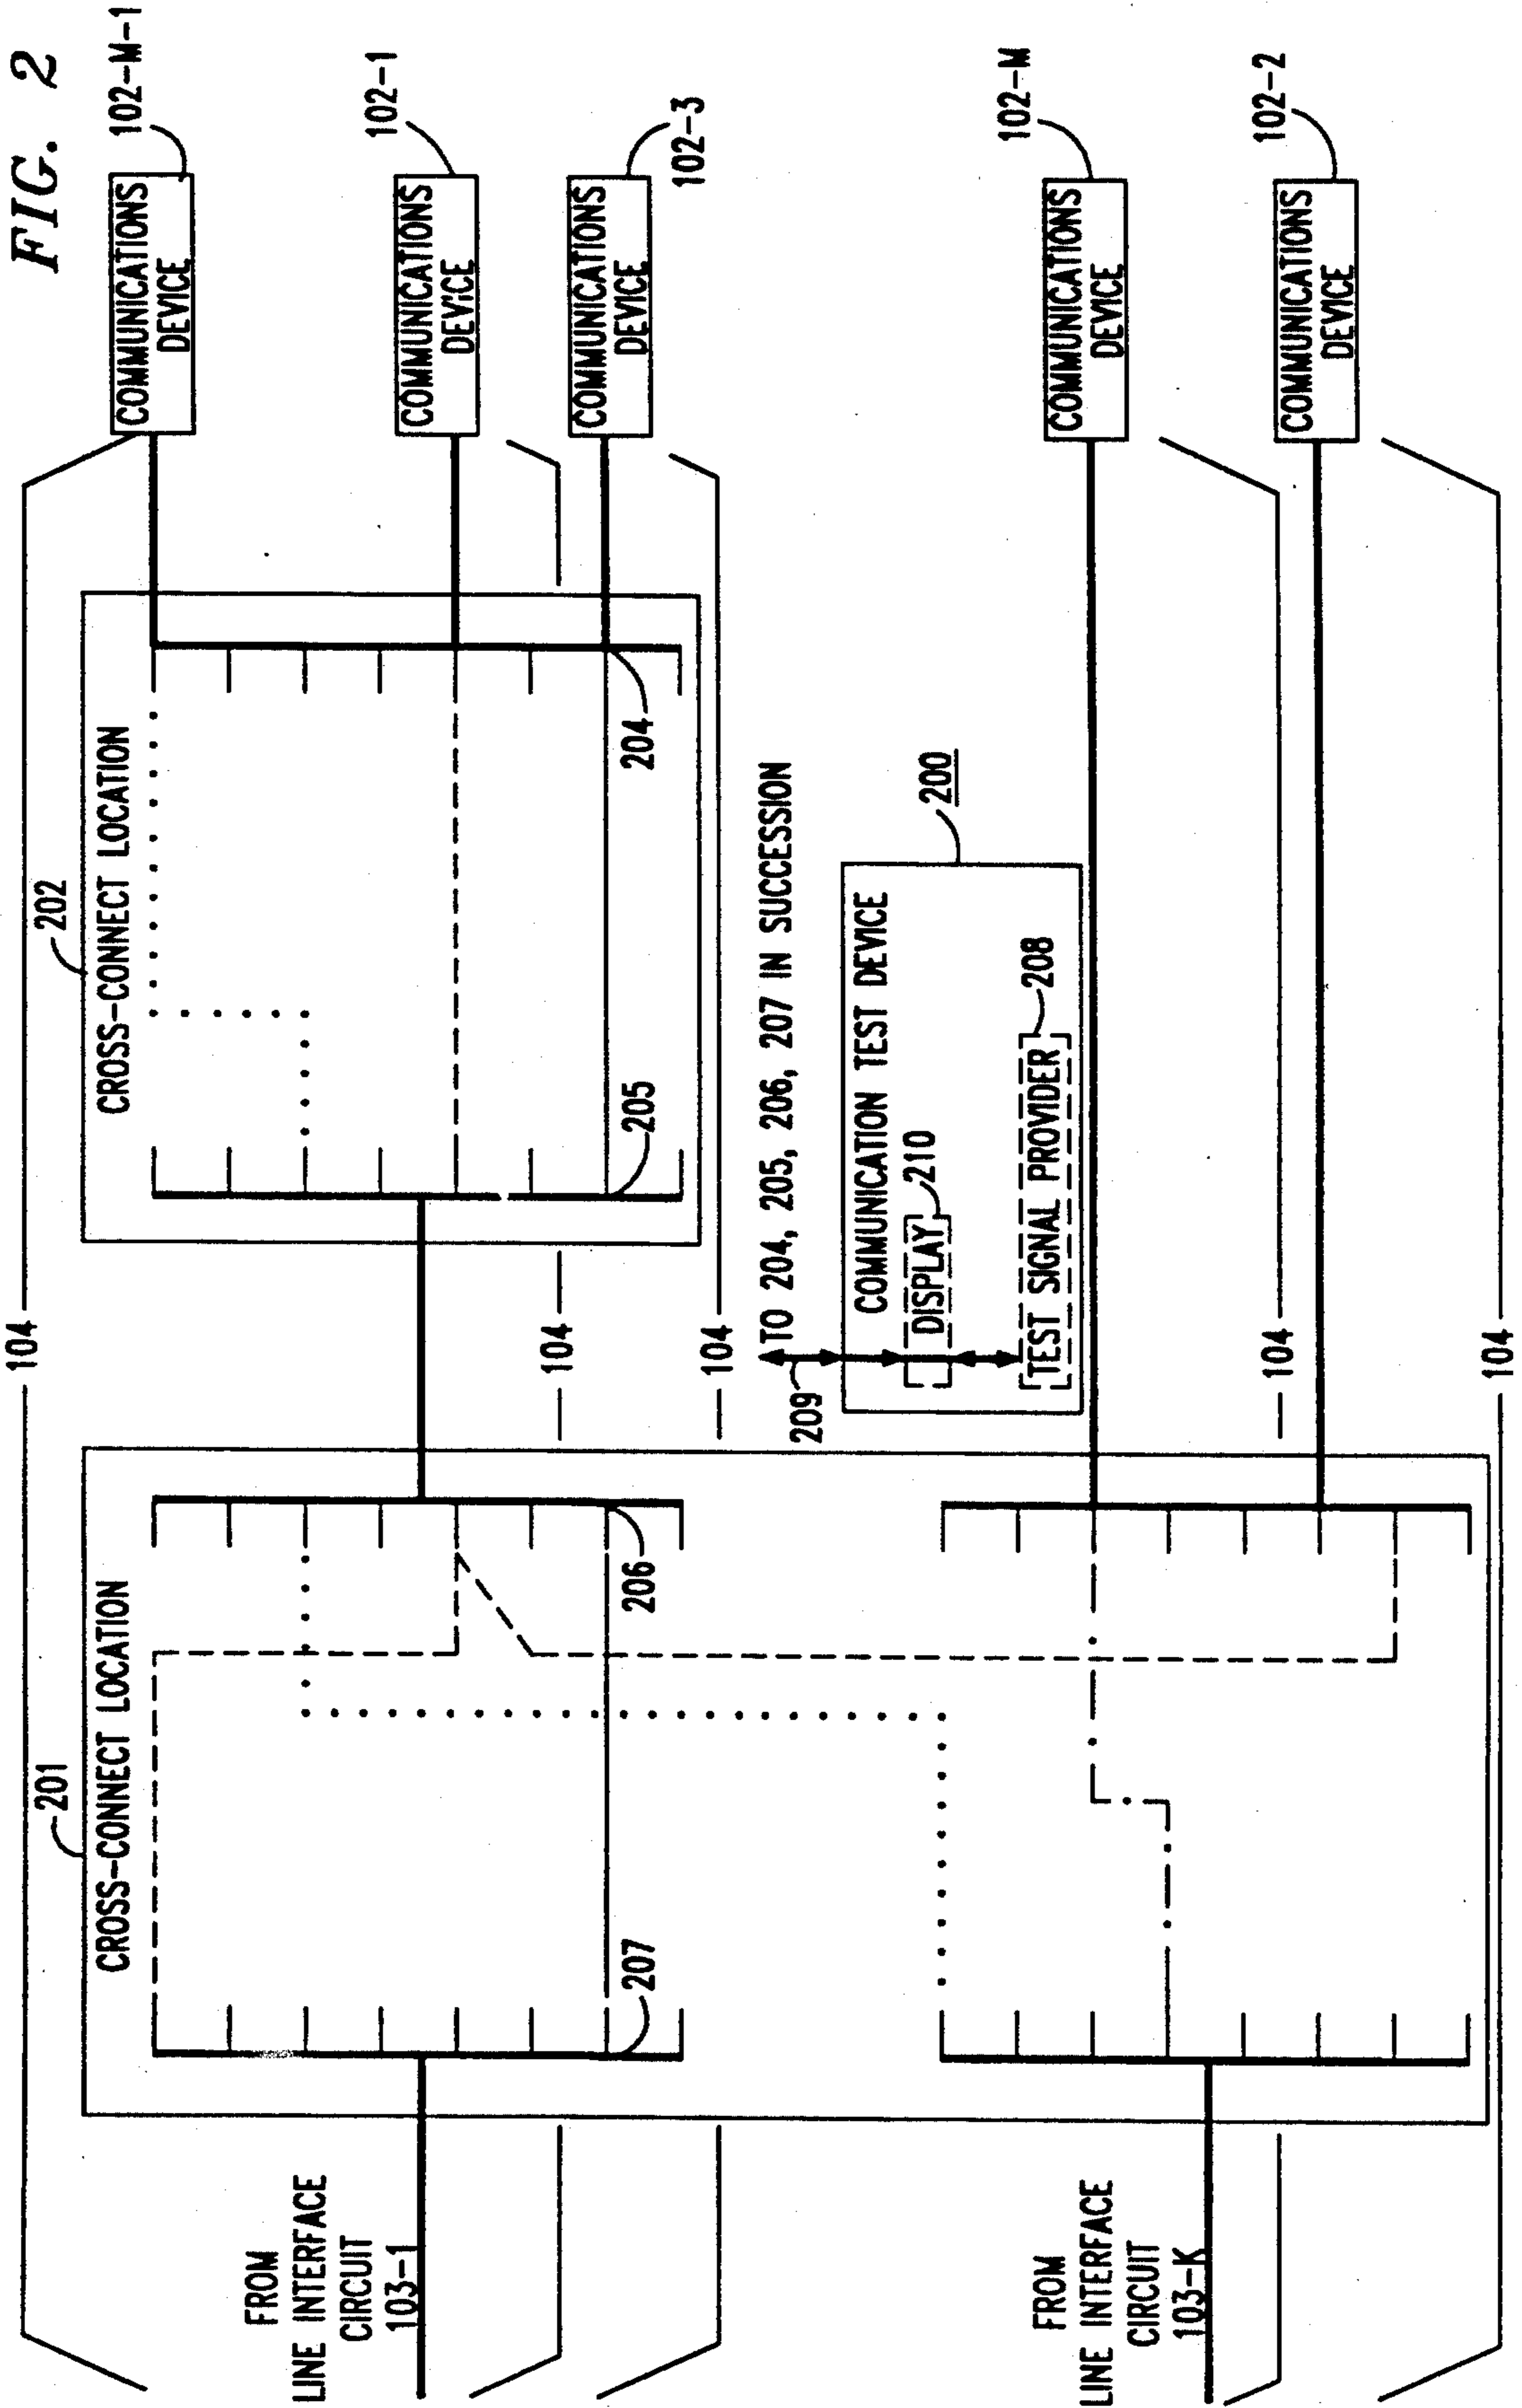 FIG. 2
104
202
201
CROSS-CONNECT LOCATION
CROSS-CONNECT LOCATION
COMMUNICATIONS
DEVICE
102-M-1
FROM
LINE INTERFACE
CIRCUIT
103-1
COMMUNICATIONS
DEVICE
102-1
COMMUNICATIONS
DEVICE
102-3
207
206
205
204
104
104
209
TO 204, 205, 206, 207 IN SUCCESSION
COMMUNICATION TEST DEVICE
200
DISPLAY
210
TEST SIGNAL PROVIDER
208
FROM
LINE INTERFACE
CIRCUIT
103-K
COMMUNICATIONS
DEVICE
102-M
104
COMMUNICATIONS
DEVICE
102-2
104